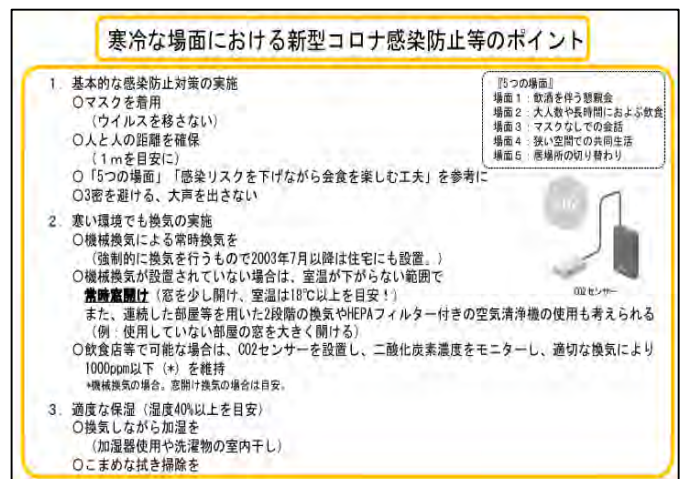 寒冷な場面における新型コロナ感染防止等のポイント
1．基本的な感染防止対策の実施
○マスクを着用
（ウイルスを移さない）
○人と人の距離を確保
（1mを目安に）
○「5つの場面」「感染リスクを下げながら会食を楽しむ工夫」を参考に
○3密を避ける、大声を出さない
『5つの場面』
場面1：飲酒を伴う懇親会
場面2：大人数や長時間におよぶ飲食
場面3：マスクなしでの会話
場面4：狭い空間での共同生活
場面5：居場所の切り替わり
2．寒い環境でも換気の実施
○機械換気による常時換気を
（強制的に換気を行うもので2003年7月以降は住宅にも設置。）
○機械換気が設置されていない場合は、室温が下がらない範囲で
常時窓開け（窓を少し開け、室温は18℃以上を目安！）
また、連続した部屋等を用いた2段階の換気やHEPAフィルター付きの空気清浄機の使用も考えられる
（例：使用していない部屋の窓を大きく開ける）
○飲食店等で可能な場合は、CO2センサーを設置し、二酸化炭素濃度をモニターし、適切な換気により
1000ppm以下（*）を維持
*機械換気の場合。窓開け換気の場合は目安。
CO2センサー
3．適度な保湿（湿度40%以上を目安）
○換気しながら加湿を
（加湿器使用や洗濯物の室内干し）
○こまめな拭き掃除を